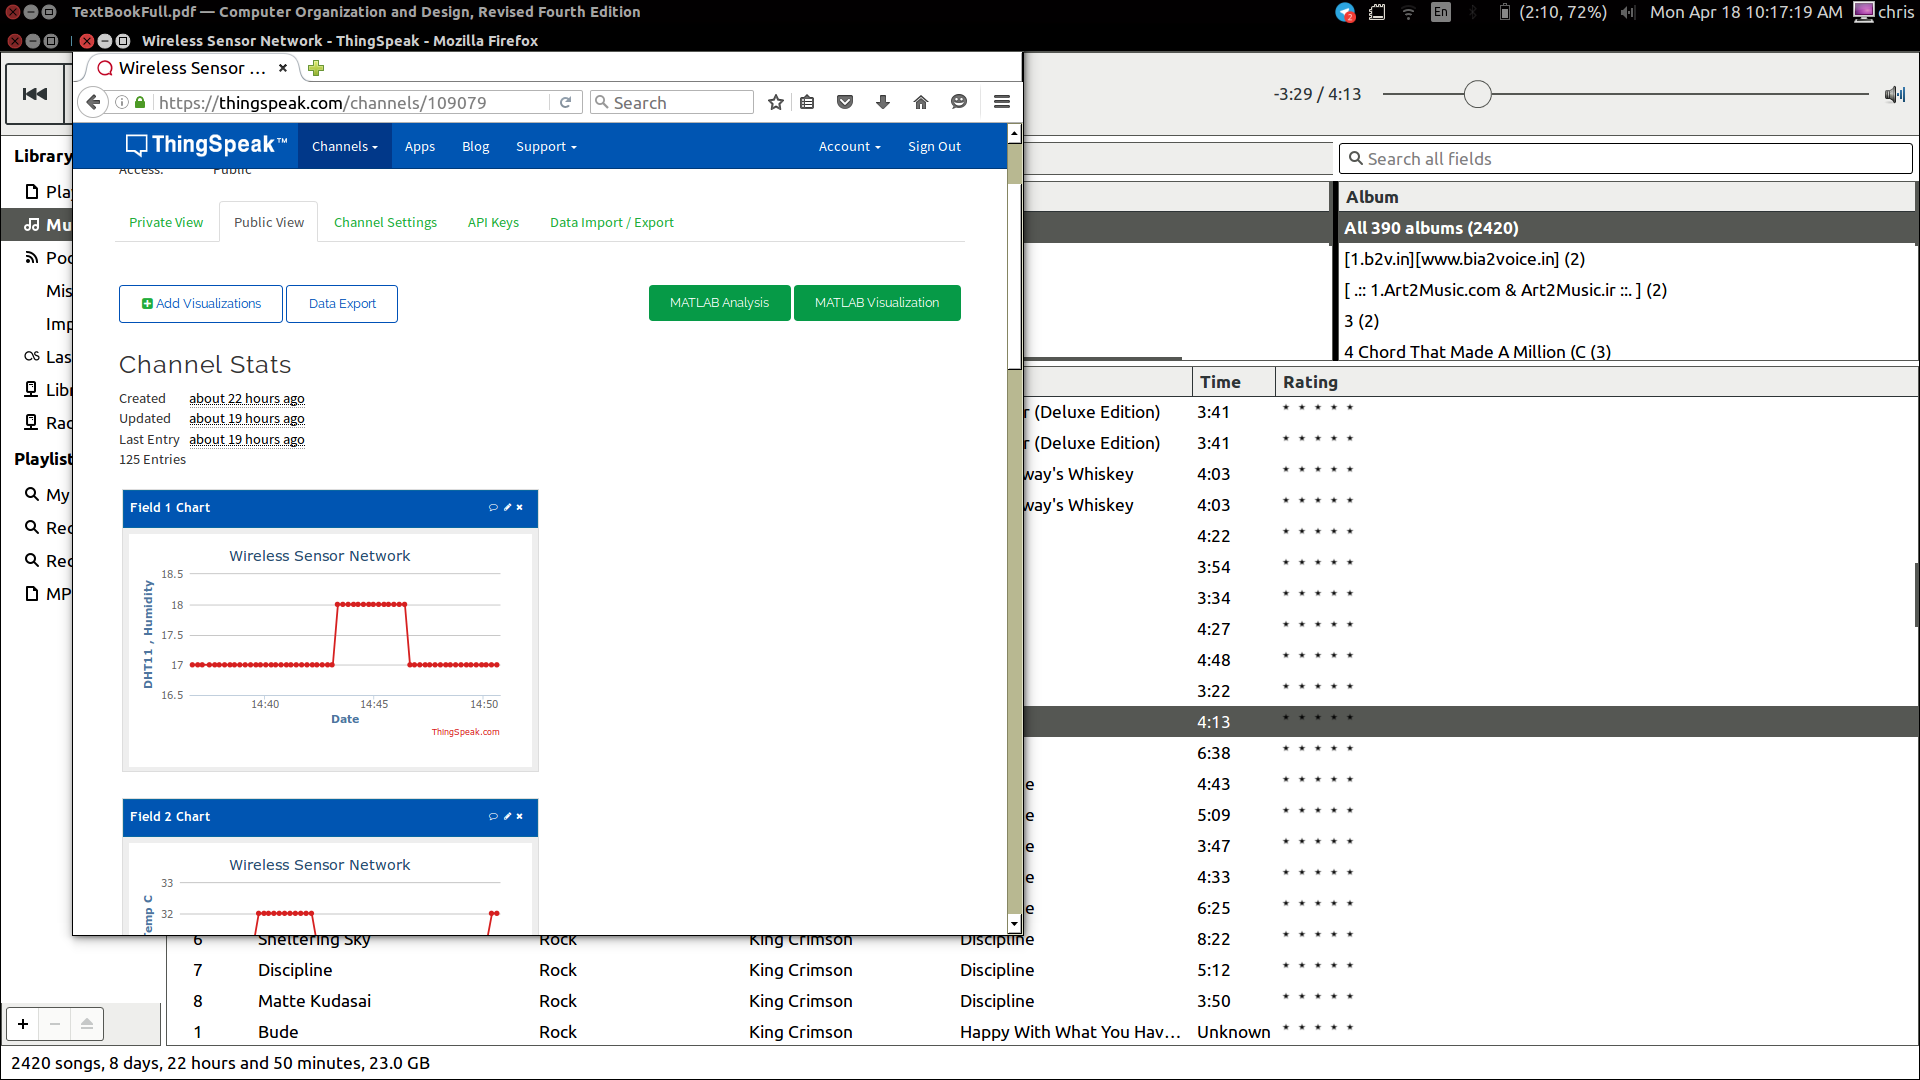 TextBookFull.pdf — Computer Organization and Design, Revised Fourth Edition
En
(2:10, 72%)
Mon Apr 18 10:17:19 AM
chris
Wireless Sensor Network - ThingSpeak - Mozilla Firefox
Wireless Sensor ...
https://thingspeak.com/channels/109079
Search
ThingSpeak™
Channels
Apps
Blog
Support
Account
Sign Out
Access:
Public
Private View
Public View
Channel Settings
API Keys
Data Import / Export
Add Visualizations
Data Export
MATLAB Analysis
MATLAB Visualization
Channel Stats
Created about 22 hours ago
Updated about 19 hours ago
Last Entry about 19 hours ago
125 Entries
Field 1 Chart
Wireless Sensor Network
DHT11 , Humidity
18.5
18
17.5
17
16.5
14:40
14:45
14:50
Date
ThingSpeak.com
Field 2 Chart
Wireless Sensor Network
33
32
emp C
-3:29 / 4:13
Search all fields
Library
Pla
Mu
Poc
Mis
Imp
Las
Libr
Rac
Playlist
My
Rec
Rec
MP
Album
All 390 albums (2420)
[1.b2v.in][www.bia2voice.in] (2)
[ .:: 1.Art2Music.com & Art2Music.ir ::. ] (2)
3 (2)
4 Chord That Made A Million (C (3)
Time
Rating
r (Deluxe Edition) 3:41
r (Deluxe Edition) 3:41
way's Whiskey 4:03
way's Whiskey 4:03
4:22
3:54
3:34
4:27
4:48
3:22
4:13
6:38
e 4:43
e 5:09
e 3:47
e 4:33
e 6:25
6 Sheltering Sky Rock King Crimson Discipline 8:22
7 Discipline Rock King Crimson Discipline 5:12
8 Matte Kudasai Rock King Crimson Discipline 3:50
1 Bude Rock King Crimson Happy With What You Hav... Unknown
2420 songs, 8 days, 22 hours and 50 minutes, 23.0 GB